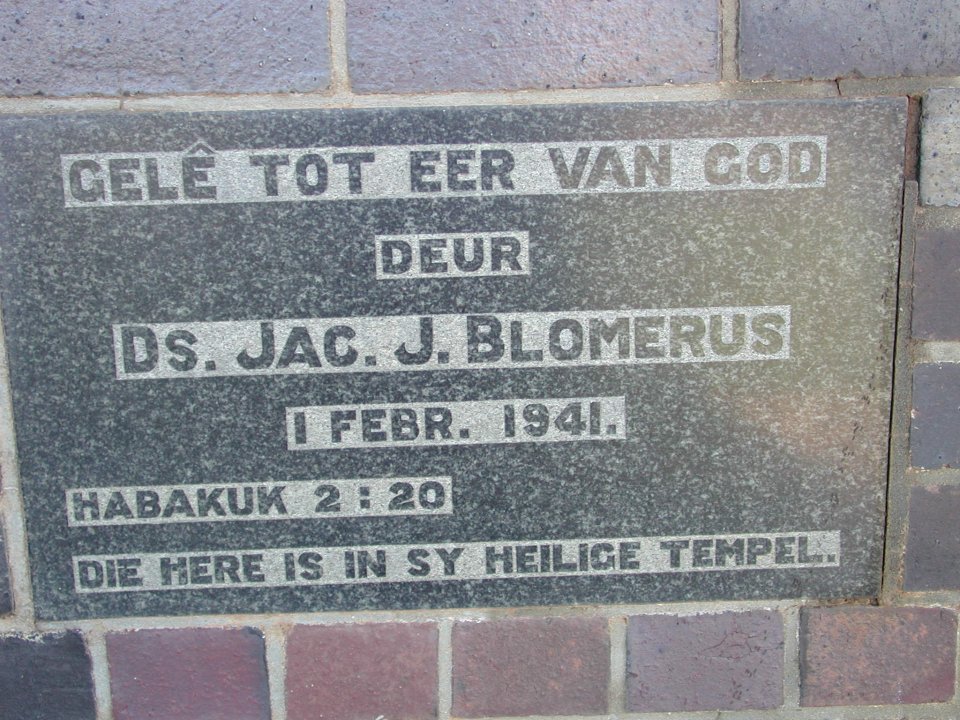 GELÊ TOT EER VAN GOD
DEUR
DS. JAC. J. BLOMERUS
1 FEBR. 1941.
HABAKUK 2 : 20
DIE HERE IS IN SY HEILIGE TEMPEL.